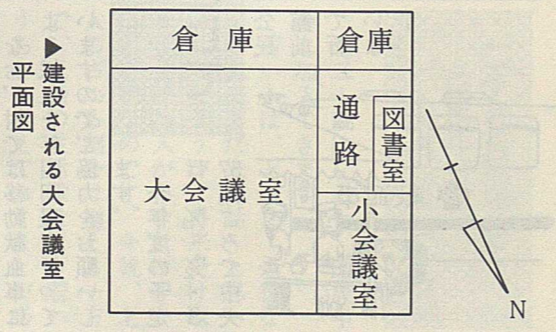 ▶建設される大会議室
平面図
倉庫
倉庫
通路
図書室
大会議室
小会議室
N